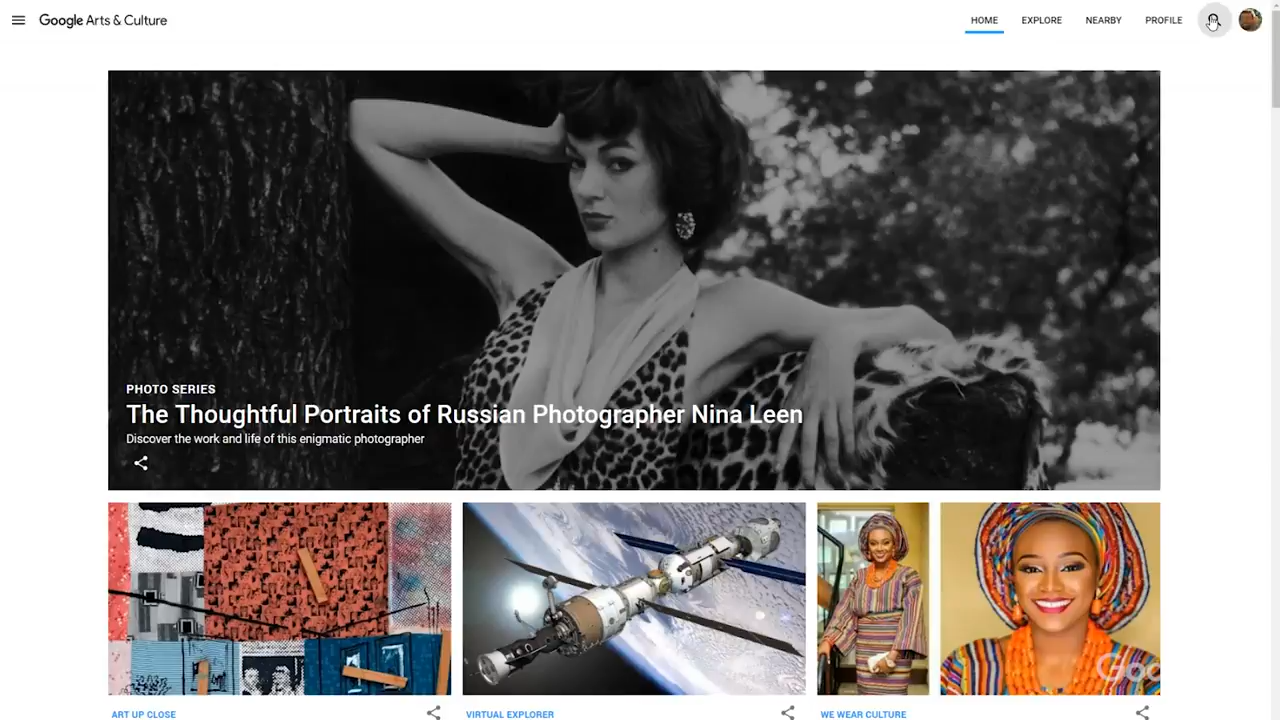 Google Arts & Culture
HOME
EXPLORE
NEARBY
PROFILE
PHOTO SERIES
The Thoughtful Portraits of Russian Photographer Nina Leen
Discover the work and life of this enigmatic photographer
ART UP CLOSE
VIRTUAL EXPLORER
WE WEAR CULTURE